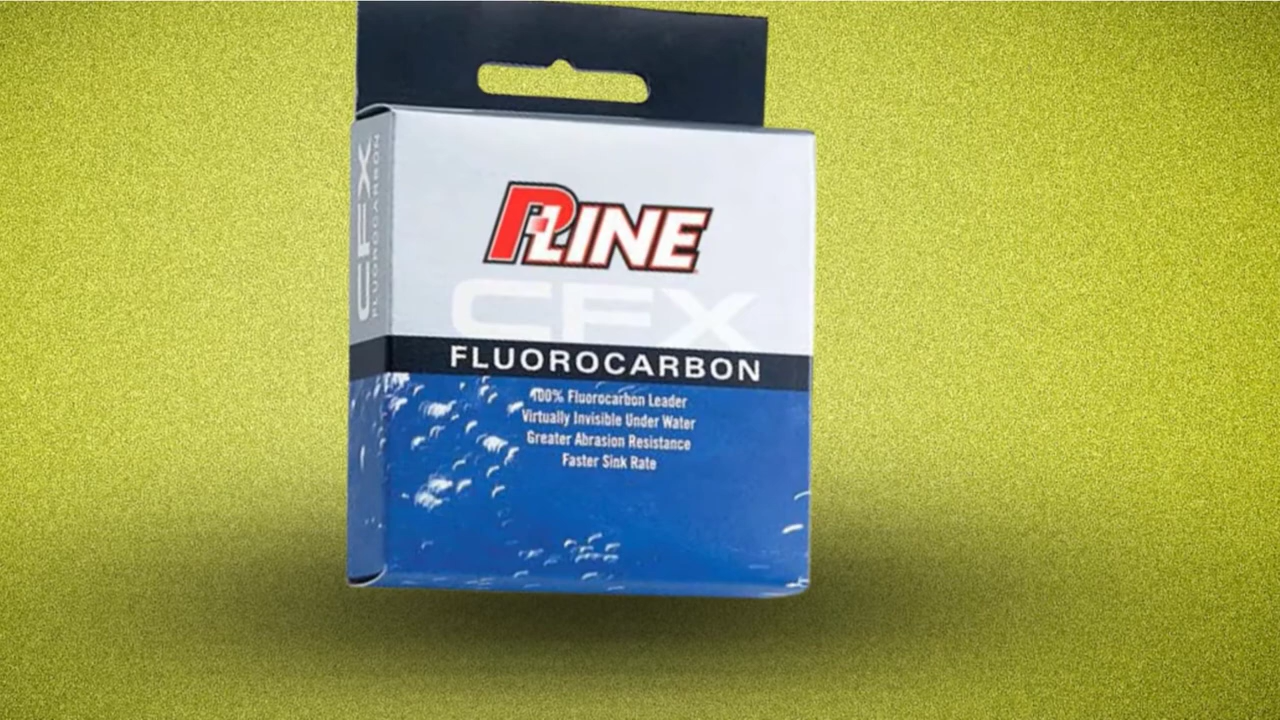 CFX
FLUOROCARBON
P-LINE
CFX
FLUOROCARBON
100% Fluorocarbon Leader
Virtually Invisible Under Water
Greater Abrasion Resistance
Faster Sink Rate